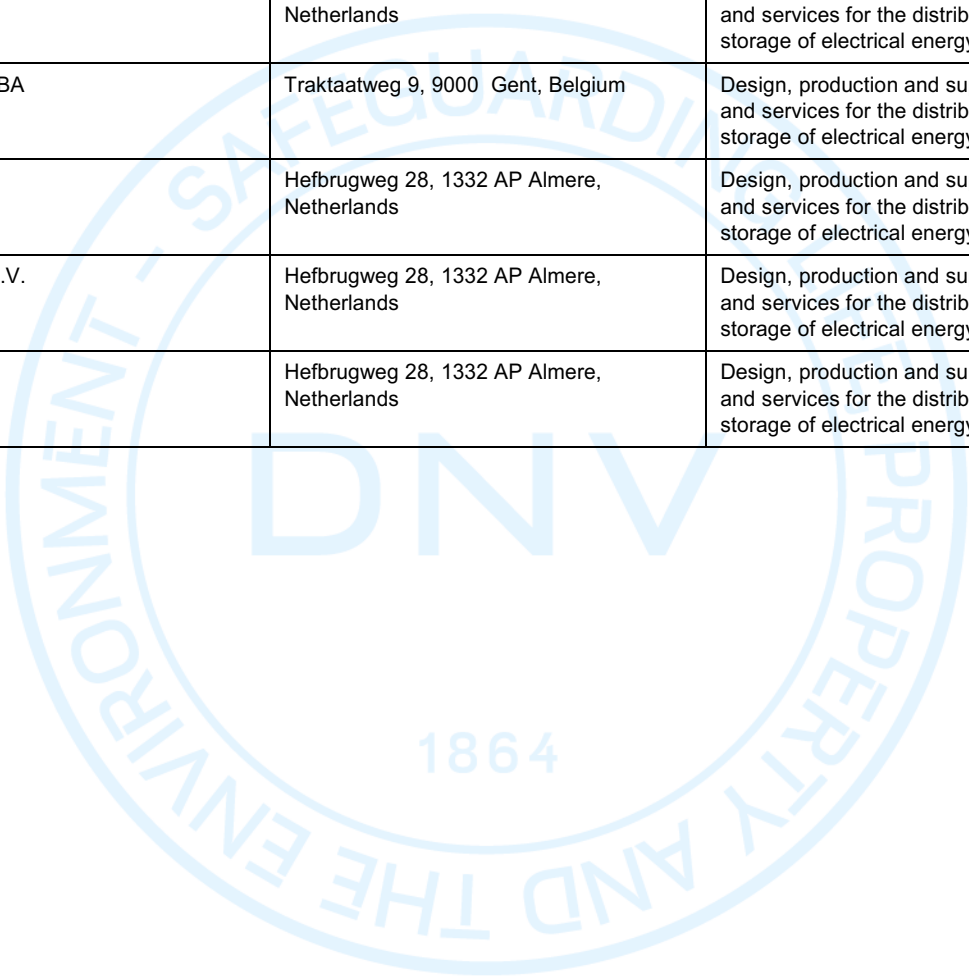 Netherlands
and services for the distrib
storage of electrical energy
BA
Traktaatweg 9, 9000 Gent, Belgium
Design, production and su
and services for the distrib
storage of electrical energy
Hefbrugweg 28, 1332 AP Almere,
Netherlands
Design, production and su
and services for the distrib
storage of electrical energy
.V.
Hefbrugweg 28, 1332 AP Almere,
Netherlands
Design, production and su
and services for the distrib
storage of electrical energy
Hefbrugweg 28, 1332 AP Almere,
Netherlands
Design, production and su
and services for the distrib
storage of electrical energy
SAFEGUARDING LIFE PROPERTY AND THE ENVIRONMENT -
DNV
1864